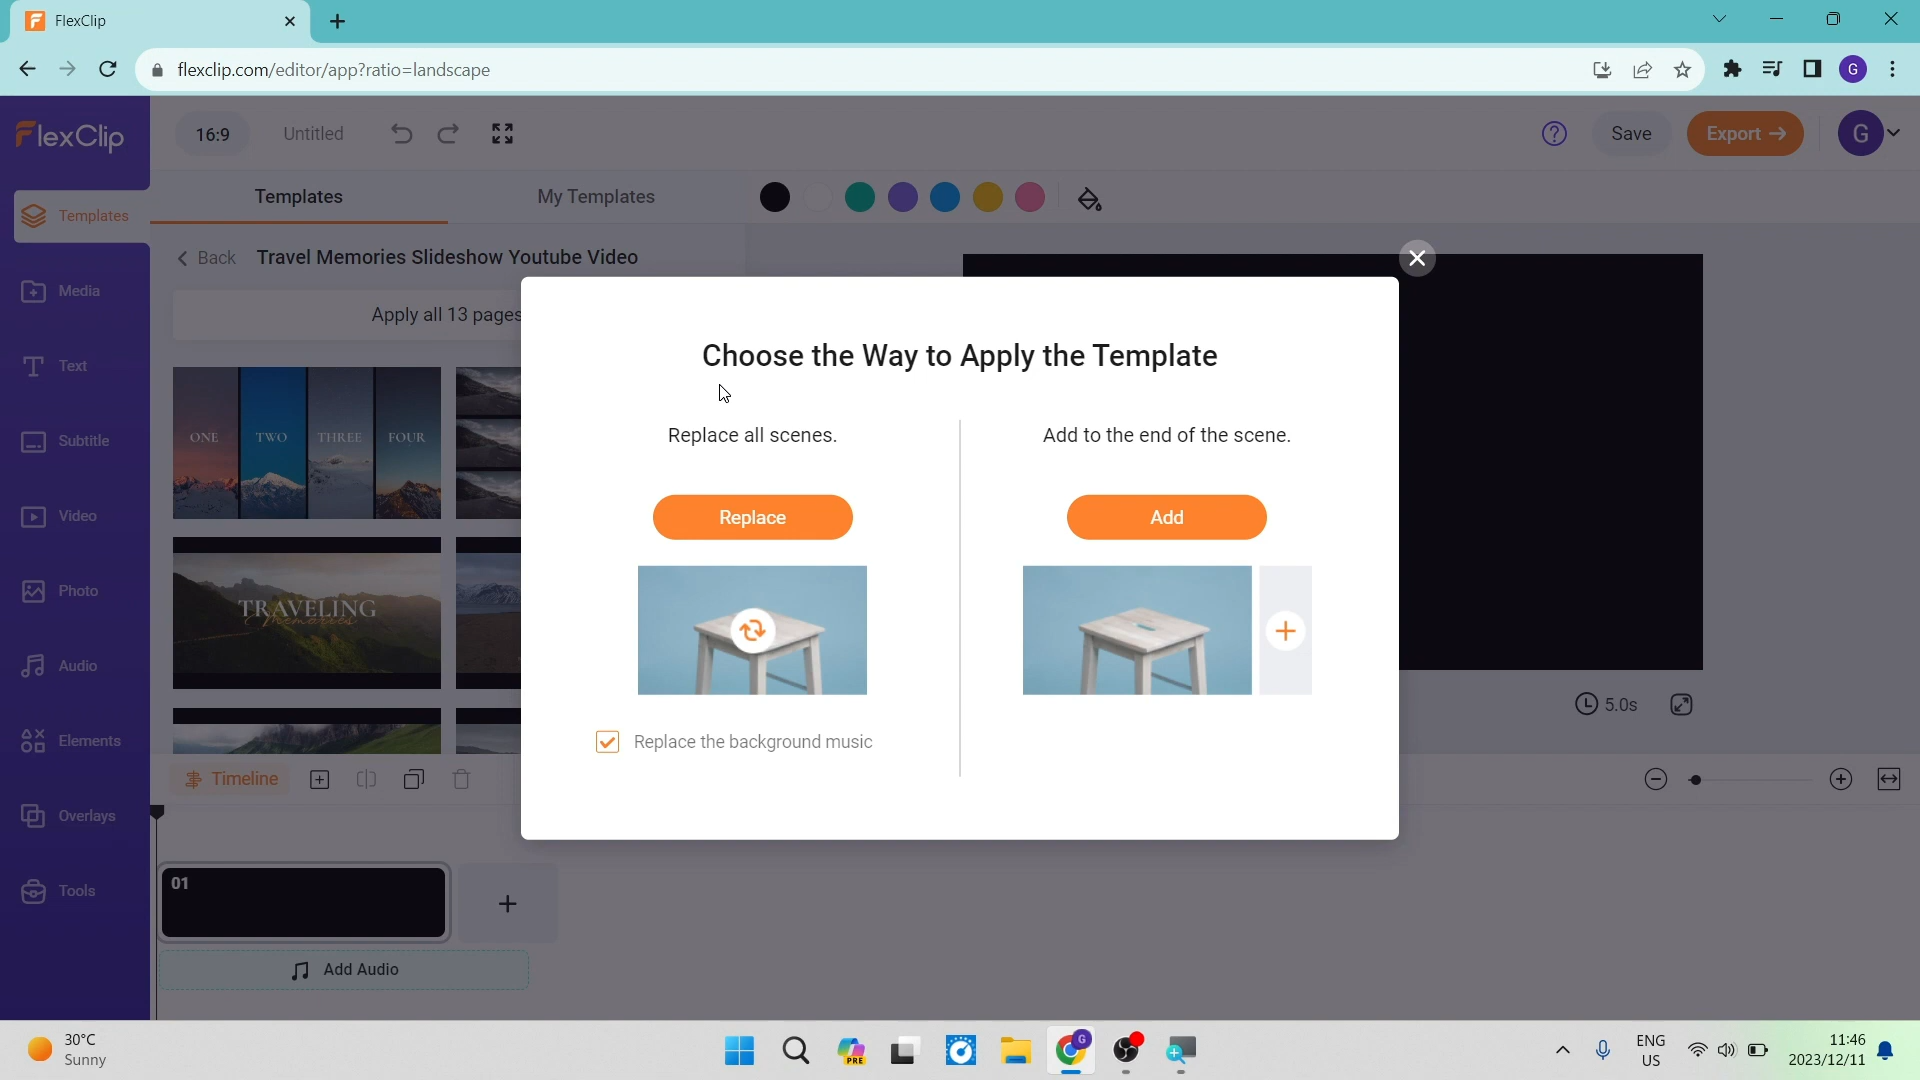 FlexClip
flexclip.com/editor/app?ratio=landscape
G
FlexClip
16:9
Untitled
Save
Export
G
Templates
My Templates
Templates
Media
Text
Subtitle
Video
Photo
Audio
Elements
Overlays
Tools
Back
Travel Memories Slideshow Youtube Video
Apply all 13 pages
ONE
TWO
THREE
FOUR
TRAVELING
Memories
Choose the Way to Apply the Template
Replace all scenes.
Replace
Replace the background music
Add to the end of the scene.
Add
5.0s
Timeline
01
Add Audio
30°C
Sunny
PRE
G
ENG
US
11:46
2023/12/11